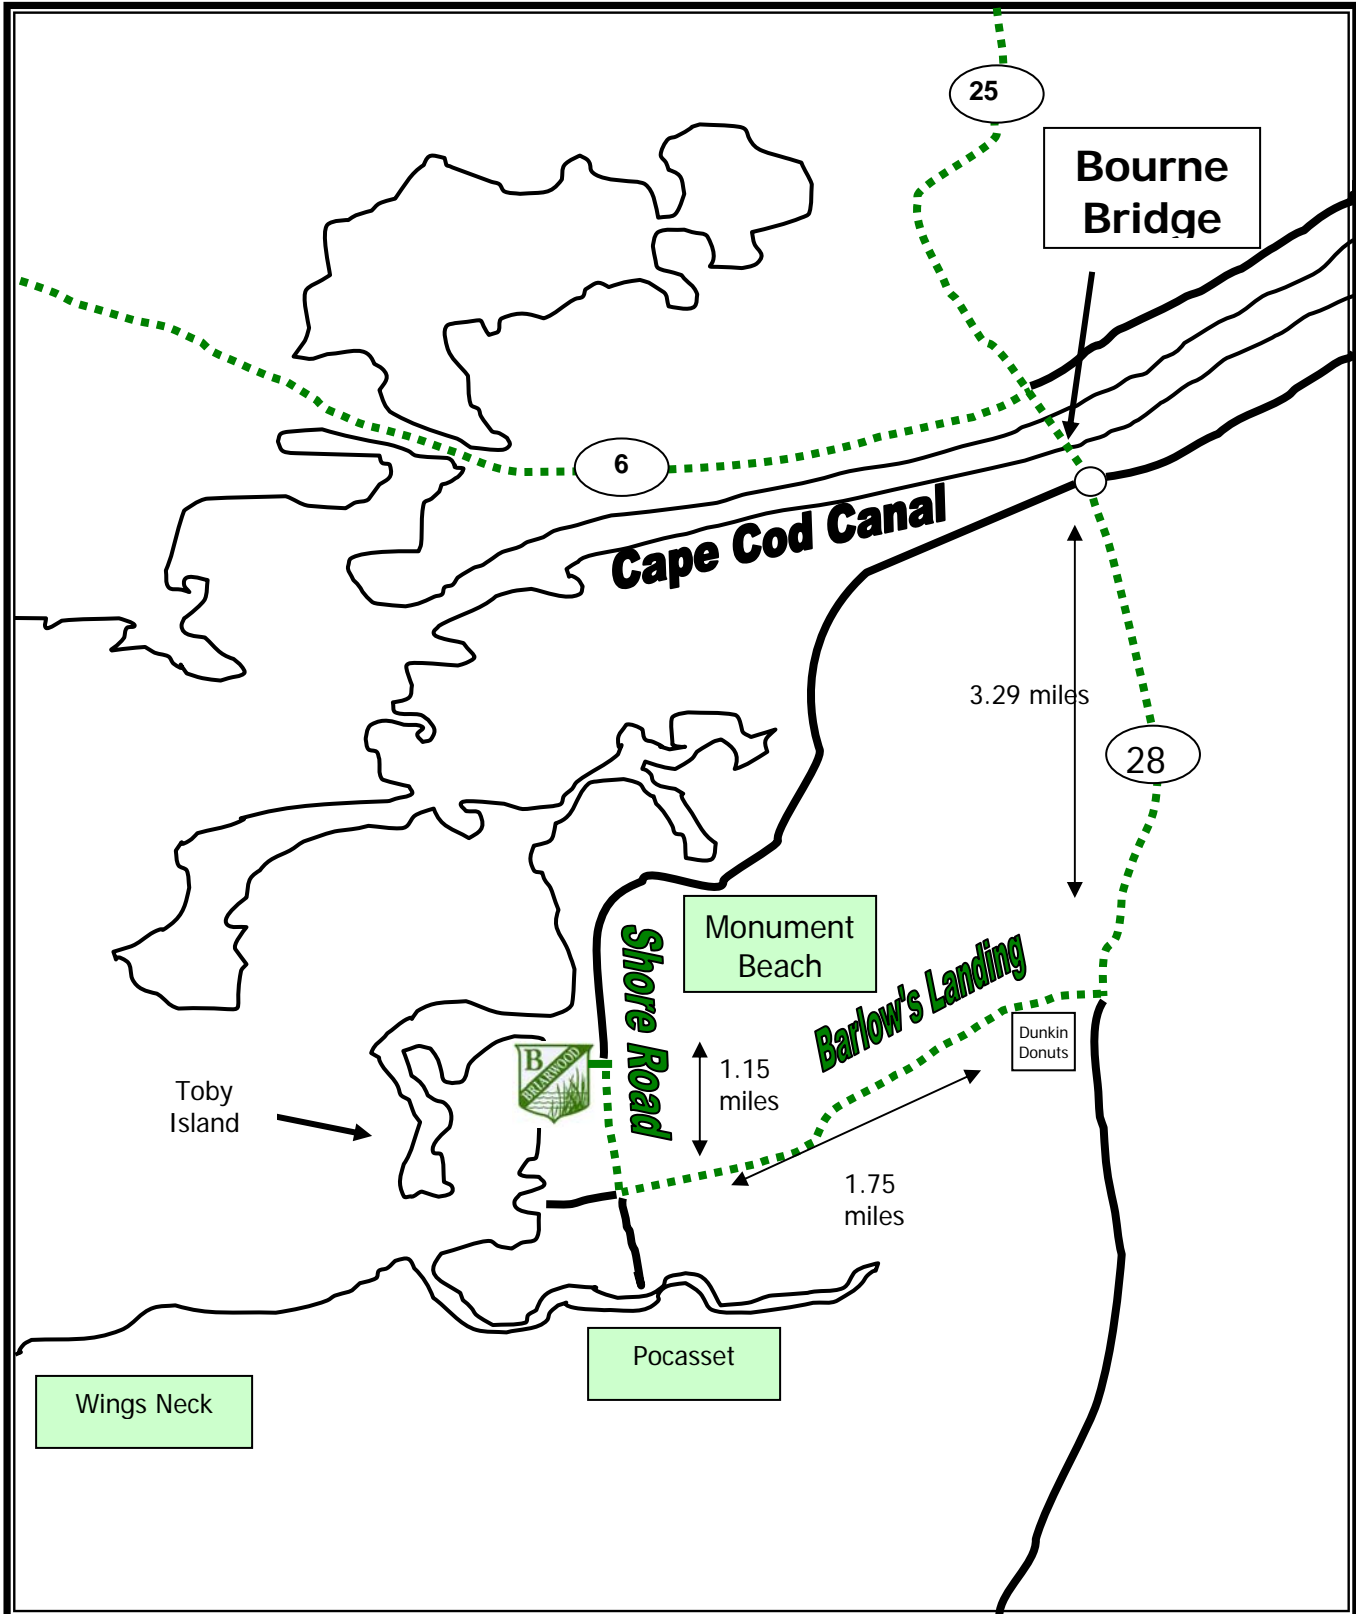 25
Bourne
Bridge
6
Cape Cod Canal
3.29 miles
28
Monument
Beach
Shore Road
Barlow's Landing
Dunkin
Donuts
B
BRIARWOOD
1.15
miles
Toby
Island
1.75
miles
Pocasset
Wings Neck